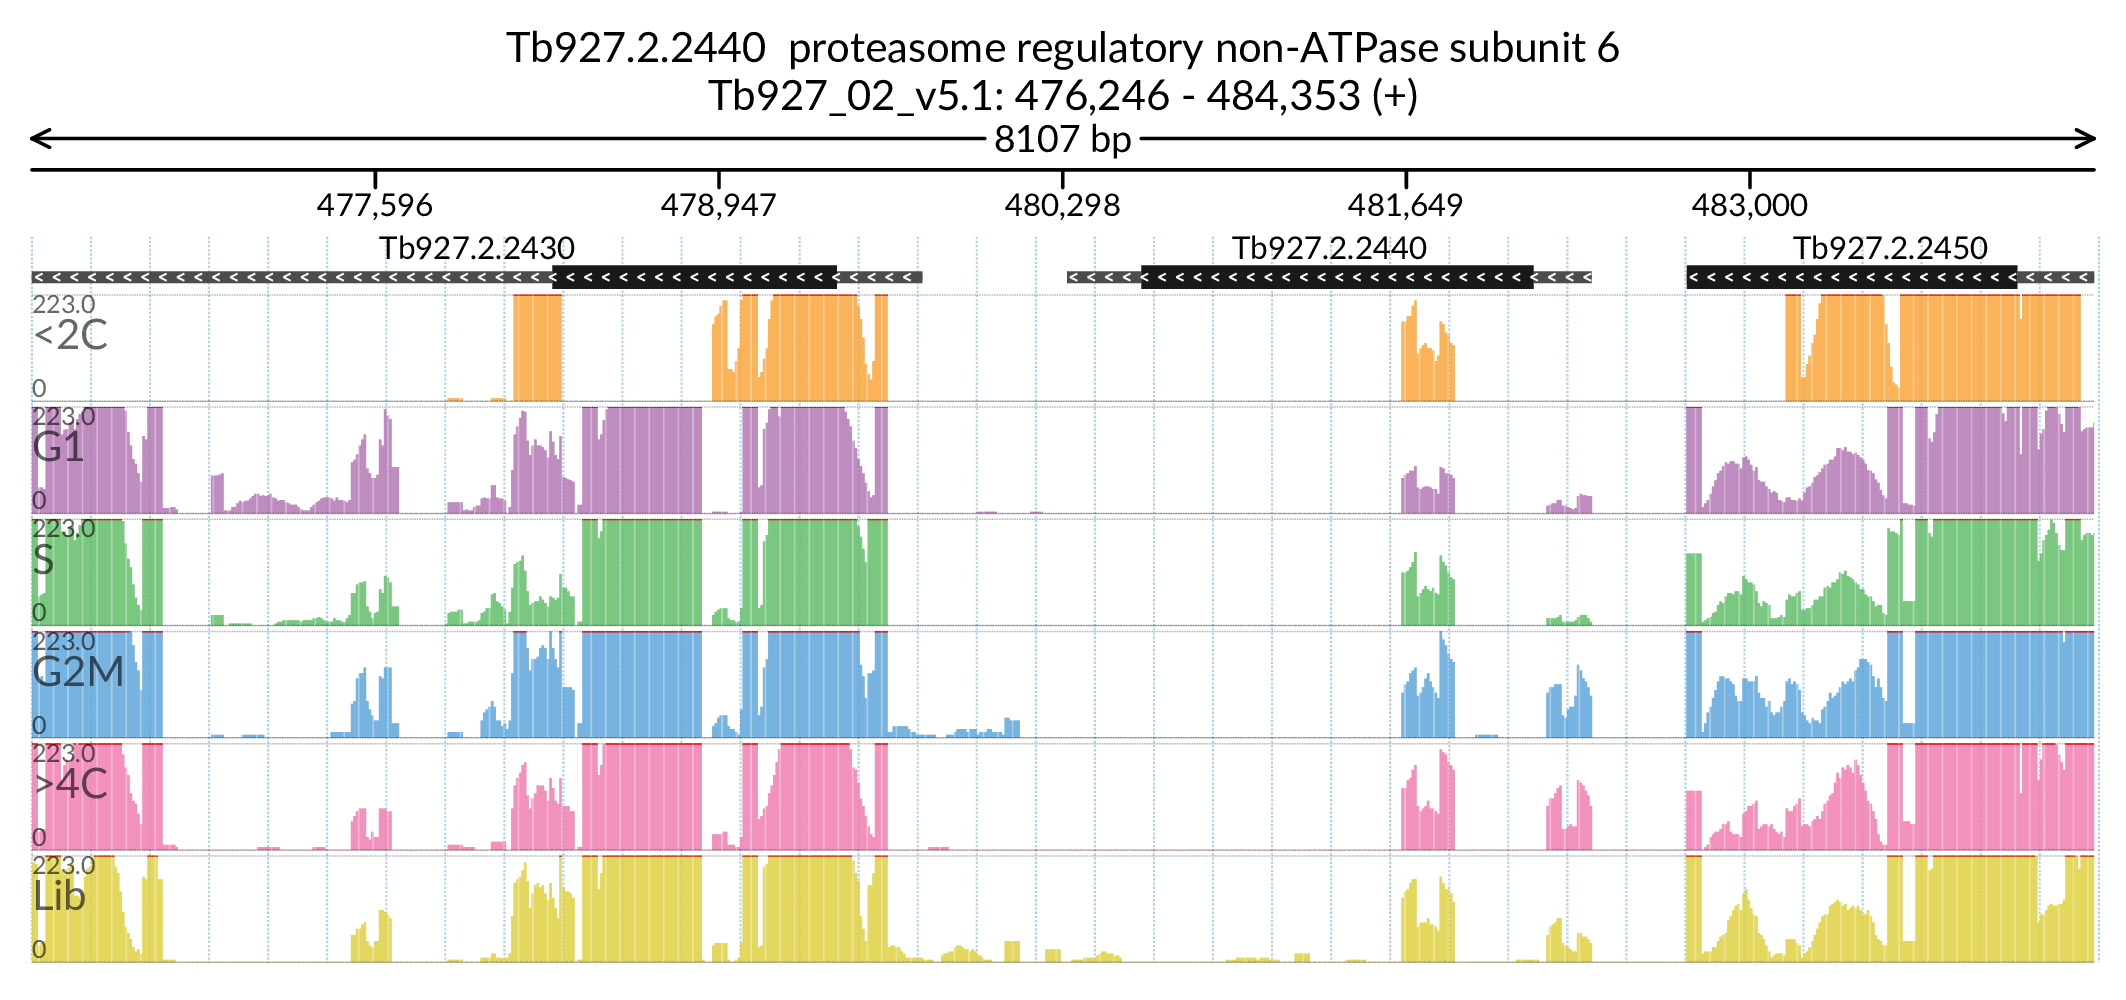 Tb927.2.2440 proteasome regulatory non-ATPase subunit 6
Tb927_02_v5.1: 476,246 - 484,353 (+)
8107 bp
477,596 478,947 480,298 481,649 483,000
Tb927.2.2430 Tb927.2.2440 Tb927.2.2450
223.0
<2C
0
223.0
G1
0
223.0
S
0
223.0
G2M
0
223.0
>4C
0
223.0
Lib
0